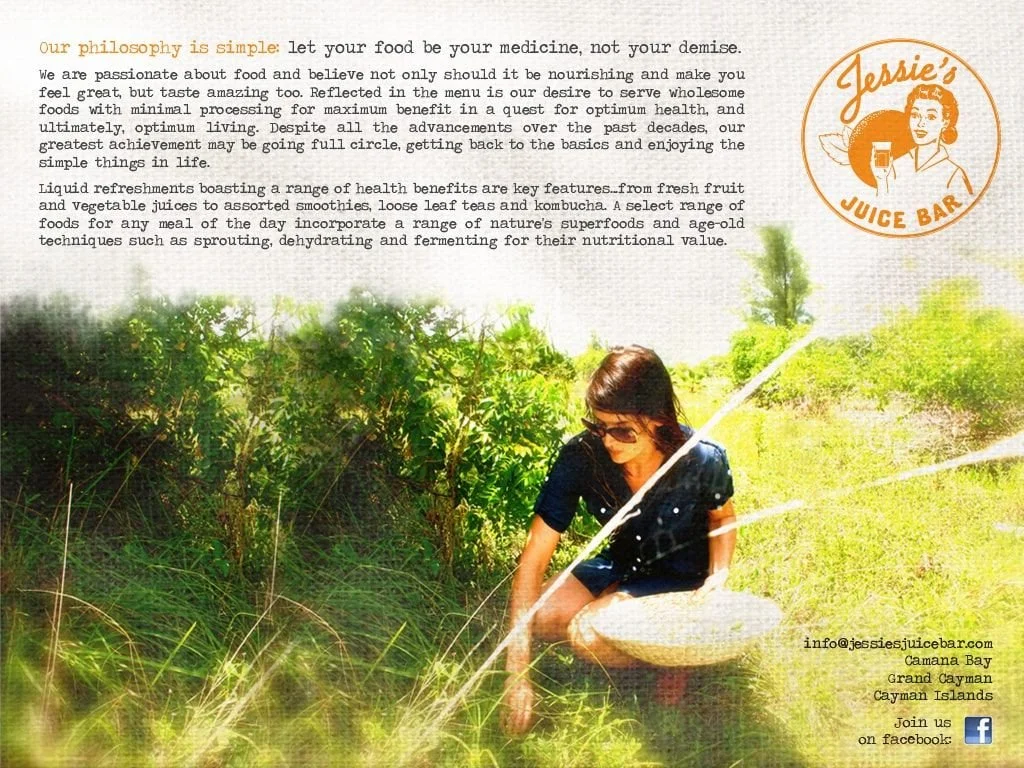 Our philosophy is simple: let your food be your medicine, not your demise.
We are passionate about food and believe not only should it be nourishing and make you
feel great, but taste amazing too. Reflected in the menu is our desire to serve wholesome
foods with minimal processing for maximum benefit in a quest for optimum health, and
ultimately, optimum living. Despite all the advancements over the past decades, our
greatest achievement may be going full circle, getting back to the basics and enjoying the
simple things in life.
Liquid refreshments boasting a range of health benefits are key features...from fresh fruit
and vegetable juices to assorted smoothies, loose leaf teas and kombucha. A select range of
foods for any meal of the day incorporate a range of nature's superfoods and age-old
techniques such as sprouting, dehydrating and fermenting for their nutritional value.
Jessie's
JUICE BAR
info@jessiesjuicebar.com
Camana Bay
Grand Cayman
Cayman Islands
Join us
on facebook:
f